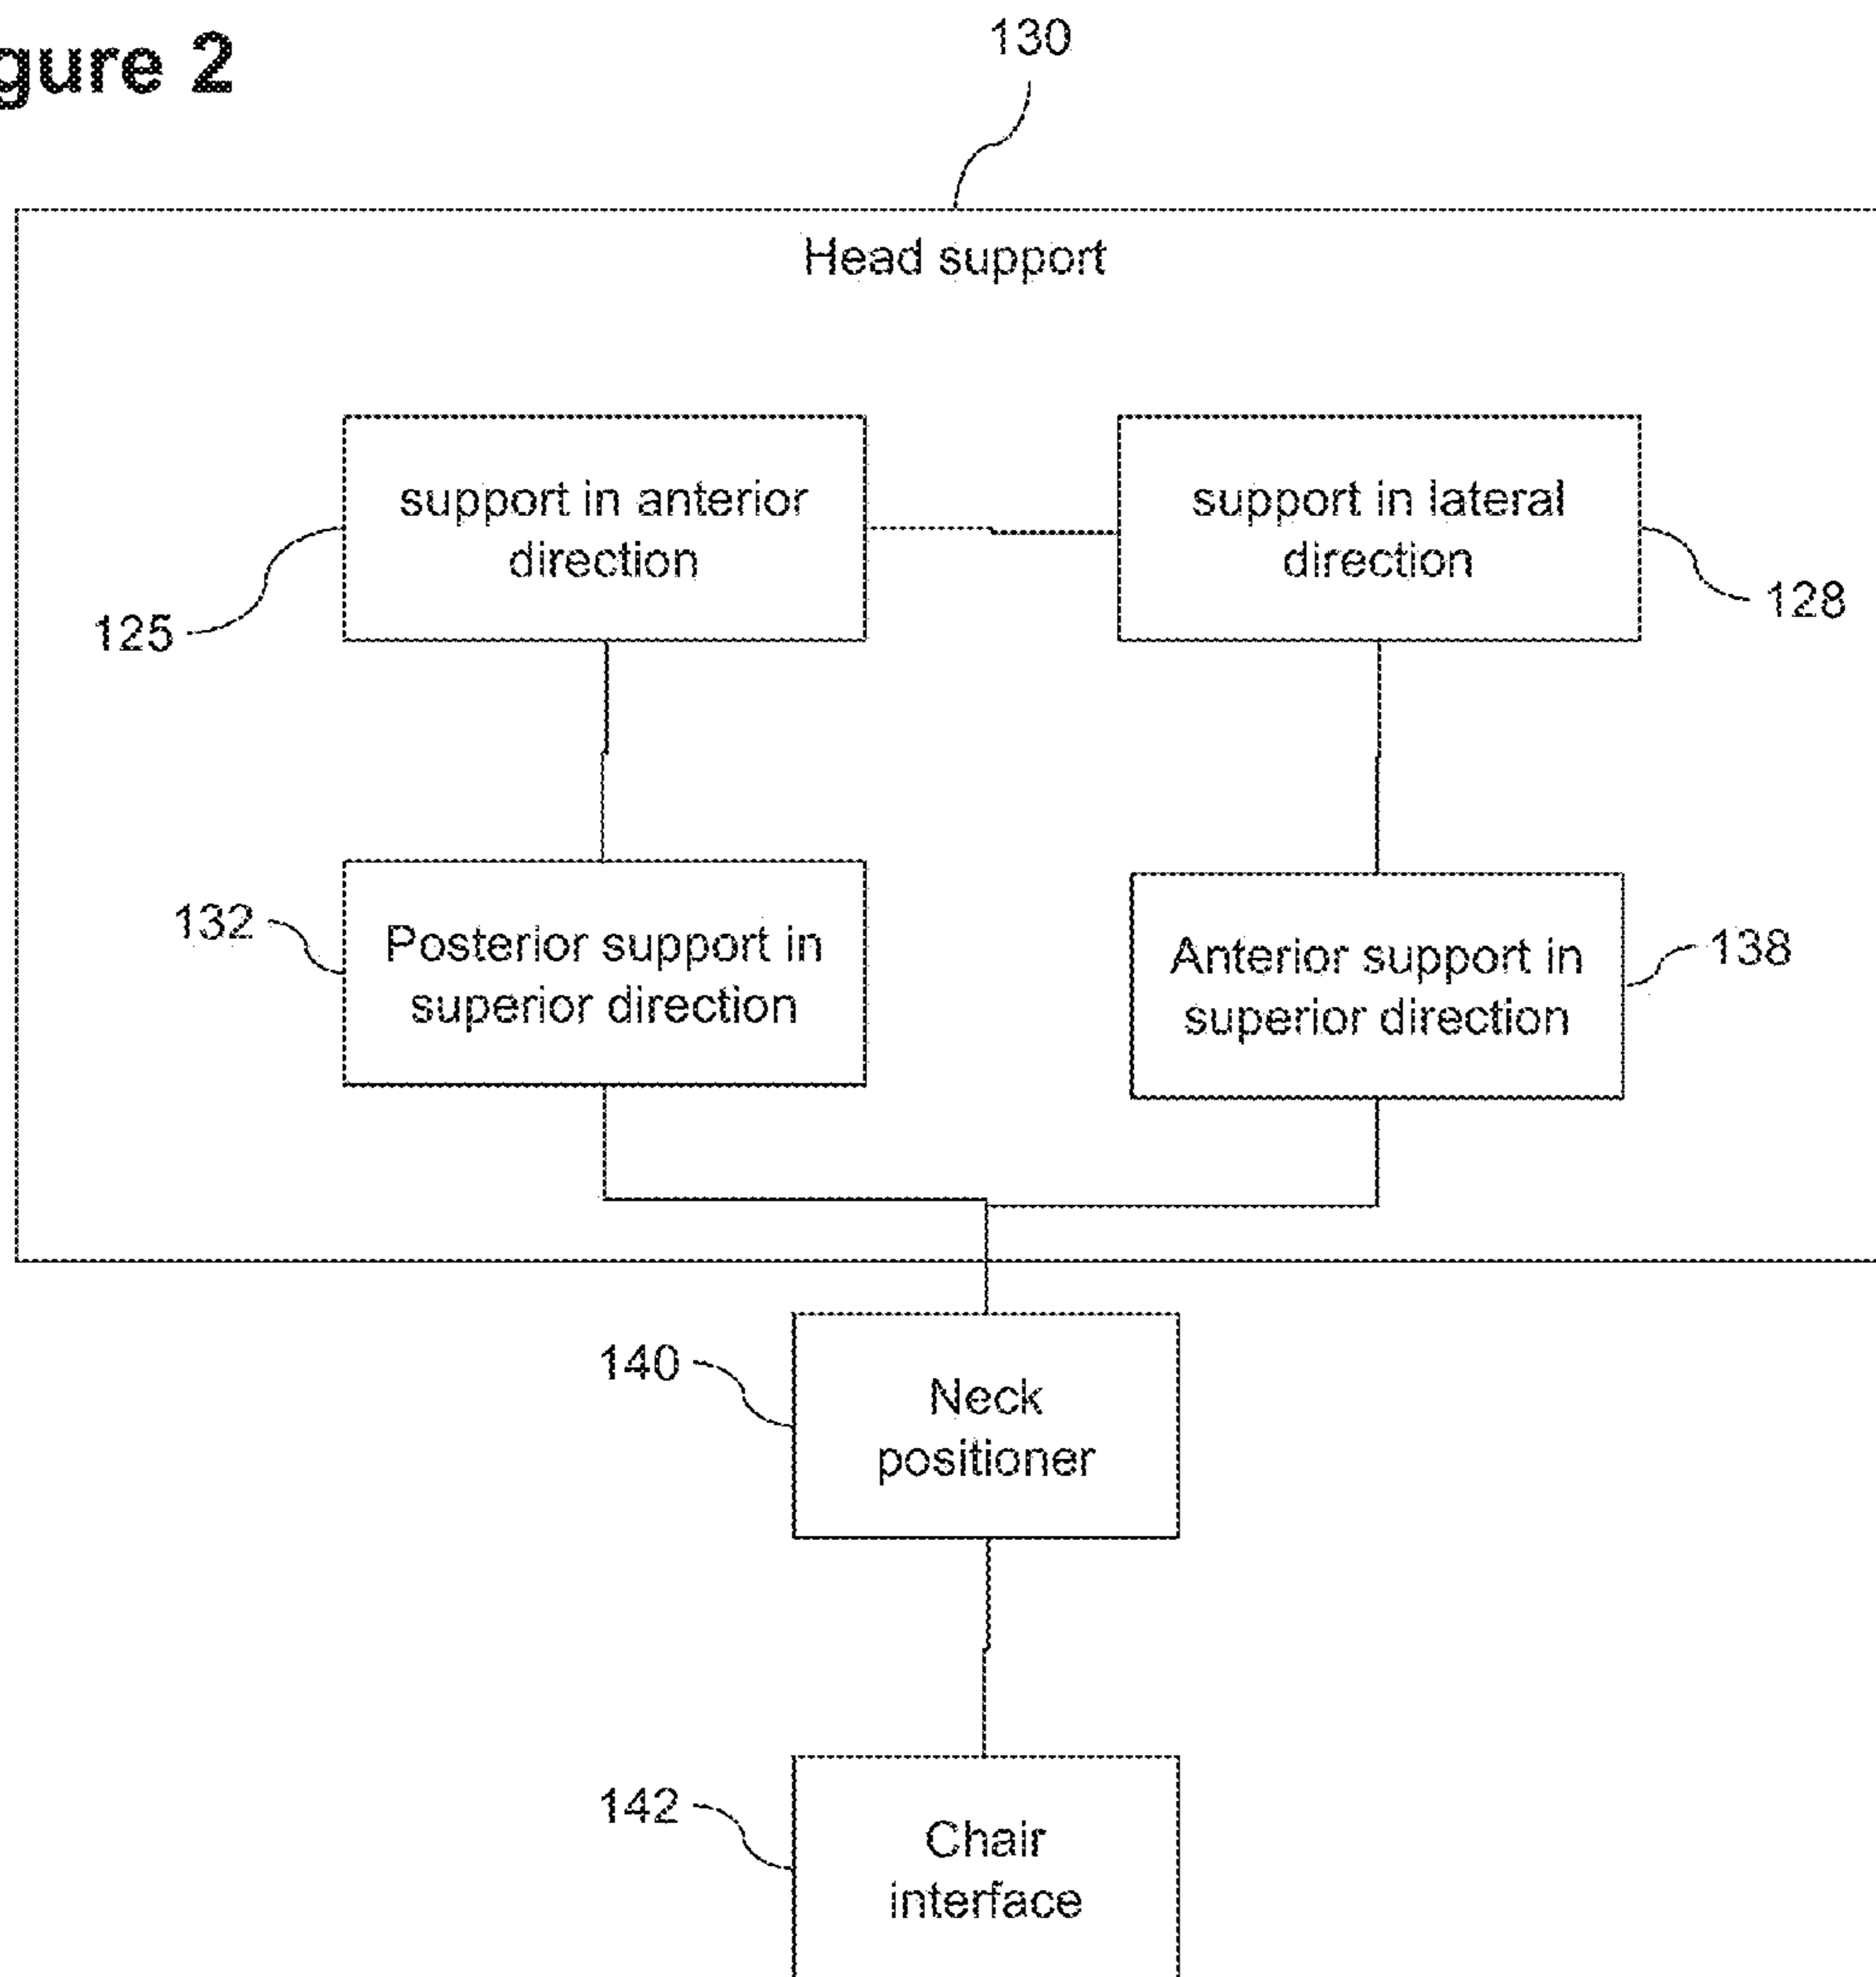 gure 2
130
Head support
support in anterior
direction
support in lateral
direction
125
128
132
Posterior support in
superior direction
Anterior support in
superior direction
138
140
Neck
positioner
142
Chair
interface